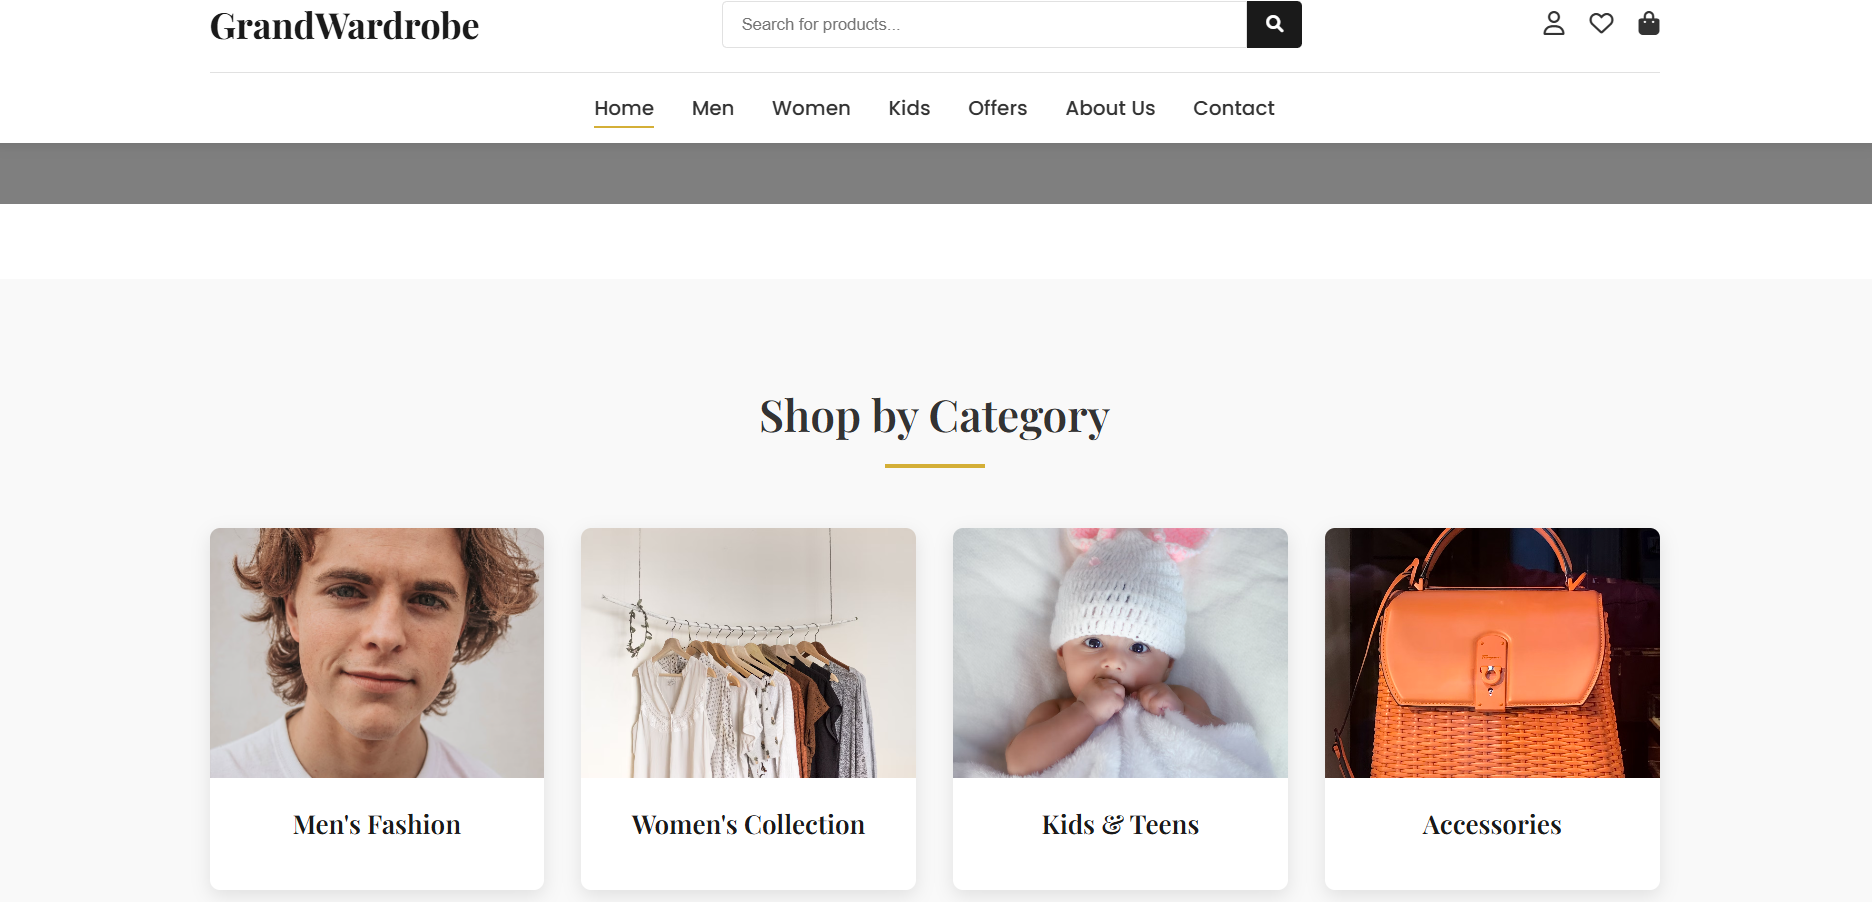 GrandWardrobe
Search for products...
Home Men Women Kids Offers About Us Contact
Shop by Category
Men's Fashion
Women's Collection
Kids & Teens
Accessories